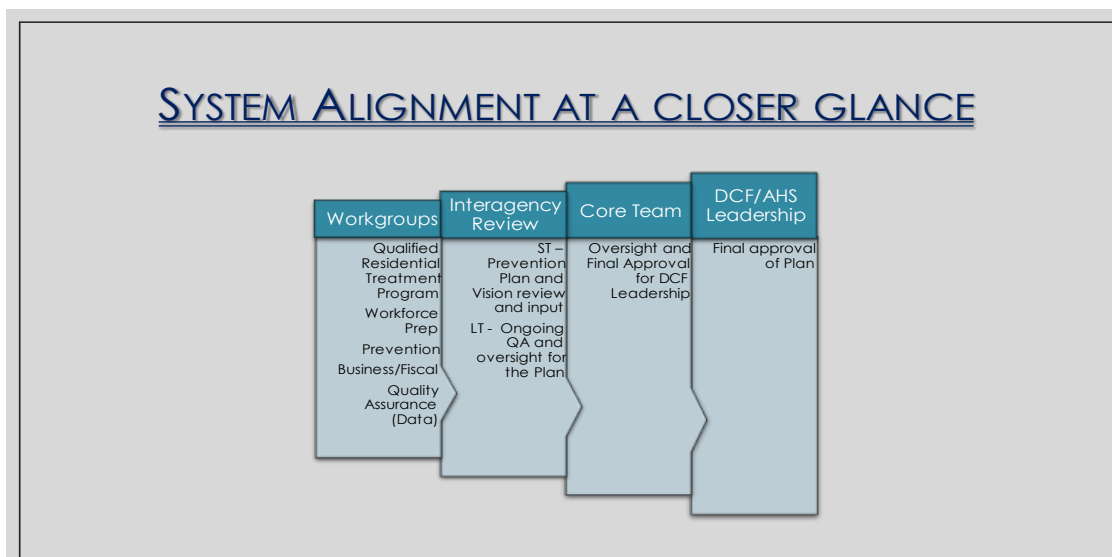 SYSTEM ALIGNMENT AT A CLOSER GLANCE
Workgroups
Qualified
Residential
Treatment
Program
Workforce
Prep
Prevention
Business/Fiscal
Quality
Assurance
(Data)
Interagency
Review
ST –
Prevention
Plan and
Vision review
and input
LT - Ongoing
QA and
oversight for
the Plan
Core Team
Oversight and
Final Approval
for DCF
Leadership
DCF/AHS
Leadership
Final approval
of Plan